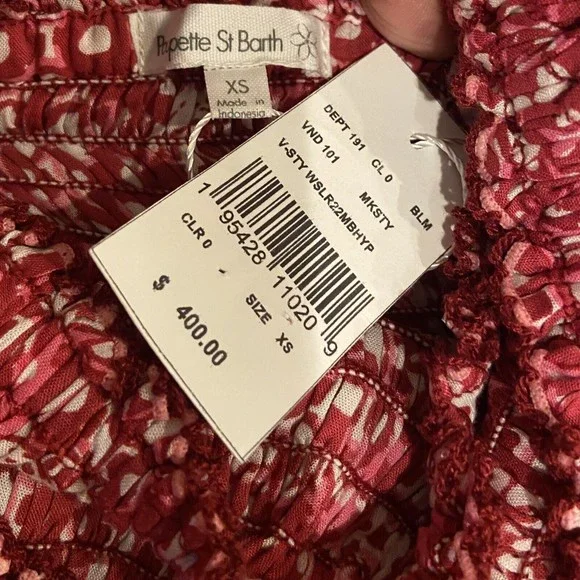 Poupette St Barth
XS
Made in
Indonesia
DEPT 191 CL 0
VND 101 MKSTY BLM
V-STY WSLR22MBHYP
1 95428 11020 9
CLR 0 - SIZE XS
$ 400.00